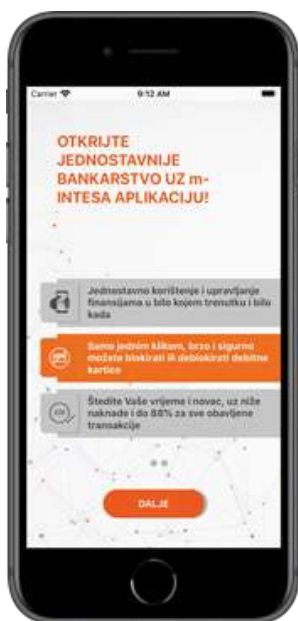 Carrier
9:12 AM
OTKRIJTE
JEDNOSTAVNIJE
BANKARSTVO UZ m-
INTESA APLIKACIJU!
Jednostavno korištenje i upravljanje
finansijama u bilo kojem trenutku i bilo
kada
Samo jednim klikom, brzo i sigurno
možete blokirati ili deblokirati debitne
kartice
Štedite Vaše vrijeme i novac, uz niže
naknade i do 88% za sve obavljene
transakcije
DALJE